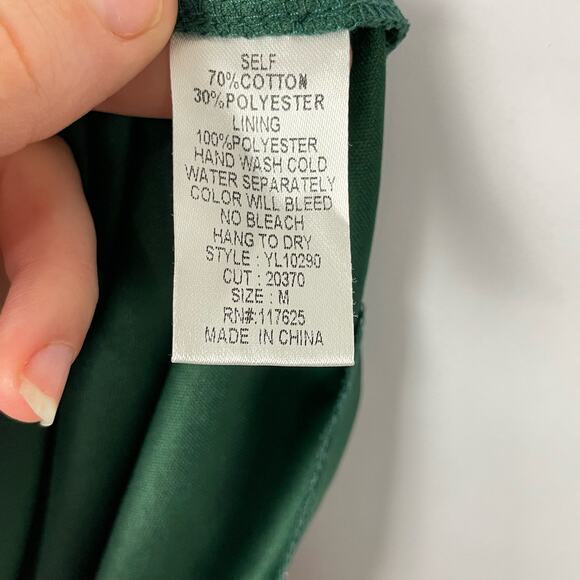 SELF
70%COTTON
30%POLYESTER
LINING
100%POLYESTER
HAND WASH COLD
WATER SEPARATELY
COLOR WILL BLEED
NO BLEACH
HANG TO DRY
STYLE : YL10290
CUT : 20370
SIZE : M
RN#:117625
MADE IN CHINA